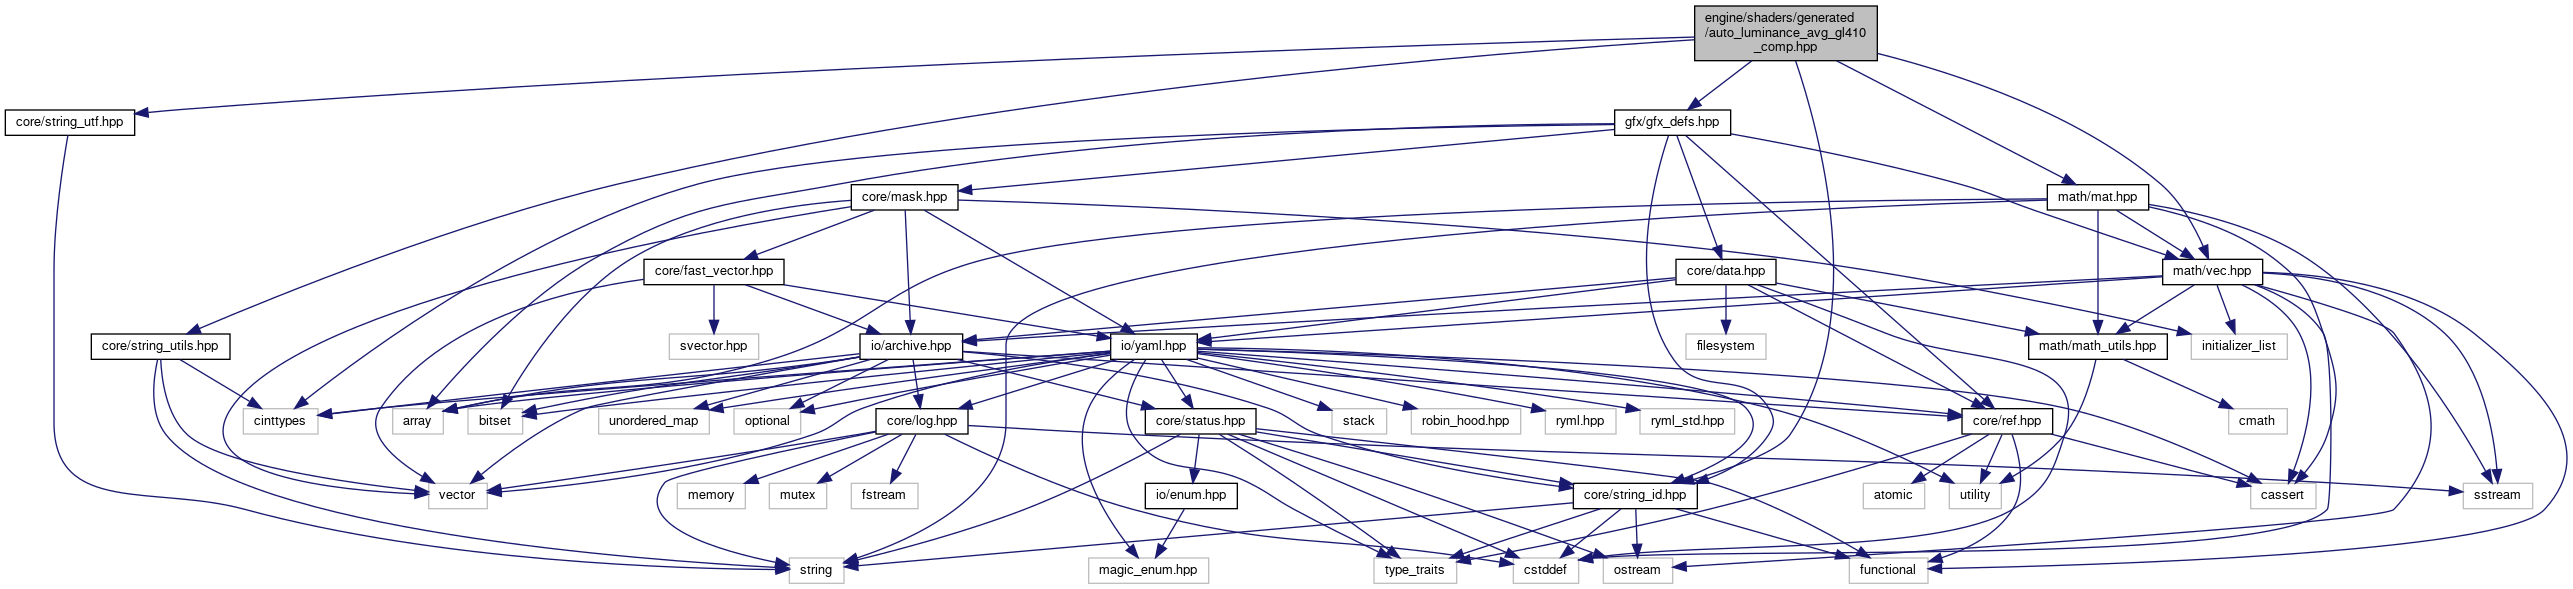 engine/shaders/generated
/auto_luminance_avg_gl410
_comp.hpp
core/string_utf.hpp
gfx/gfx_defs.hpp
core/mask.hpp
math/mat.hpp
core/fast_vector.hpp
core/data.hpp
math/vec.hpp
core/string_utils.hpp
svector.hpp
io/archive.hpp
io/yaml.hpp
filesystem
math/math_utils.hpp
initializer_list
cinttypes
array
bitset
unordered_map
optional
core/log.hpp
core/status.hpp
stack
robin_hood.hpp
ryml.hpp
ryml_std.hpp
core/ref.hpp
cmath
vector
memory
mutex
fstream
io/enum.hpp
core/string_id.hpp
atomic
utility
cassert
sstream
string
magic_enum.hpp
type_traits
cstddef
ostream
functional